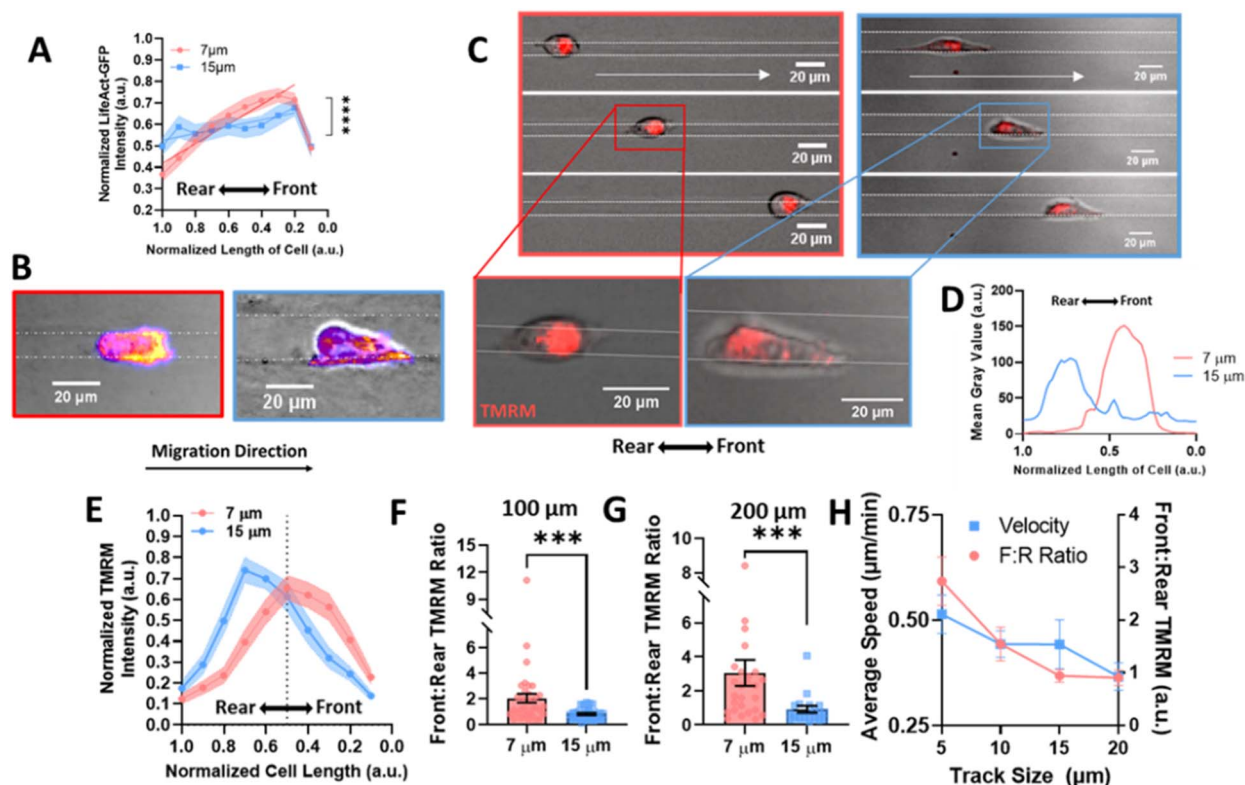 A
7μm
15μm
Normalized LifeAct-GFP
Intensity (a.u.)
0.8
0.7
0.6
0.5
0.4
0.3
0.2
****
Rear
Front
1.0 0.8 0.6 0.4 0.2 0.0
Normalized Length of Cell (a.u.)
B
20 μm
20 μm
Migration Direction
C
20 μm
20 μm
20 μm
20 μm
20 μm
20 μm
TMRM
20 μm
20 μm
Rear
Front
D
Rear
Front
Mean Gray Value (a.u.)
200
150
100
50
0
7 μm
15 μm
1.0 0.5 0.0
Normalized Length of Cell (a.u.)
E
7 μm
15 μm
Normalized TMRM
Intensity (a.u.)
1.0
0.9
0.8
0.7
0.6
0.5
0.4
0.3
0.2
0.1
0.0
Rear
Front
1.0 0.8 0.6 0.4 0.2 0.0
Normalized Cell Length (a.u.)
F
100 μm
***
Front:Rear TMRM Ratio
15
12
9
6
4
2
0
7 μm 15 μm
G
200 μm
***
Front:Rear TMRM Ratio
10
8
6
4
2
0
7 μm 15 μm
H
Velocity
F:R Ratio
Average Speed (μm/min)
0.75
0.50
0.25
Front:Rear TMRM (a.u.)
4
3
2
1
0
5 10 15 20
Track Size (μm)